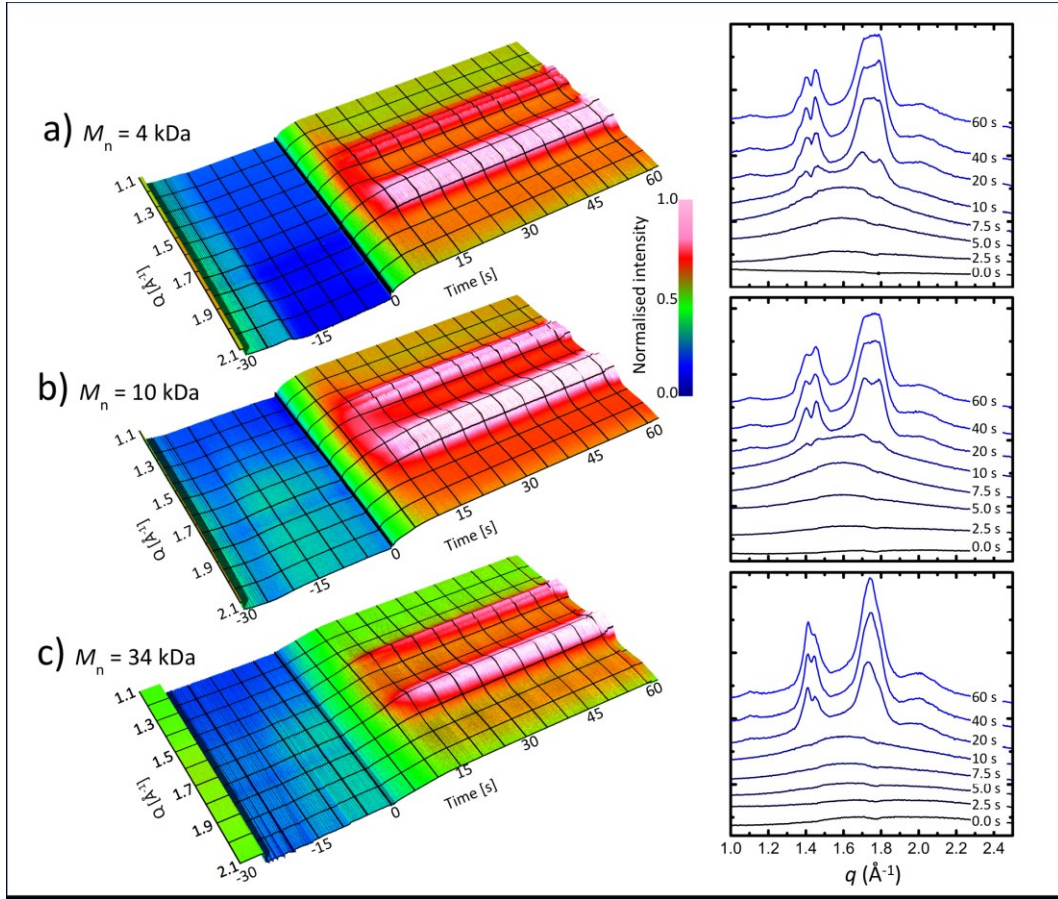 a) Mn = 4 kDa
1.1
1.3
1.5
1.7
1.9
2.1
Q [Å-1]
-30
-15
0
15
30
45
60
Time [s]
Normalised intensity
1.0
0.5
0.0
60 s
40 s
20 s
10 s
7.5 s
5.0 s
2.5 s
0.0 s
b) Mn = 10 kDa
1.1
1.3
1.5
1.7
1.9
2.1
Q [Å-1]
-30
-15
0
15
30
45
60
Time [s]
60 s
40 s
20 s
10 s
7.5 s
5.0 s
2.5 s
0.0 s
c) Mn = 34 kDa
1.1
1.3
1.5
1.7
1.9
2.1
Q [Å-1]
-30
-15
0
15
30
45
60
Time [s]
60 s
40 s
20 s
10 s
7.5 s
5.0 s
2.5 s
0.0 s
1.0 1.2 1.4 1.6 1.8 2.0 2.2 2.4
q (Å-1)